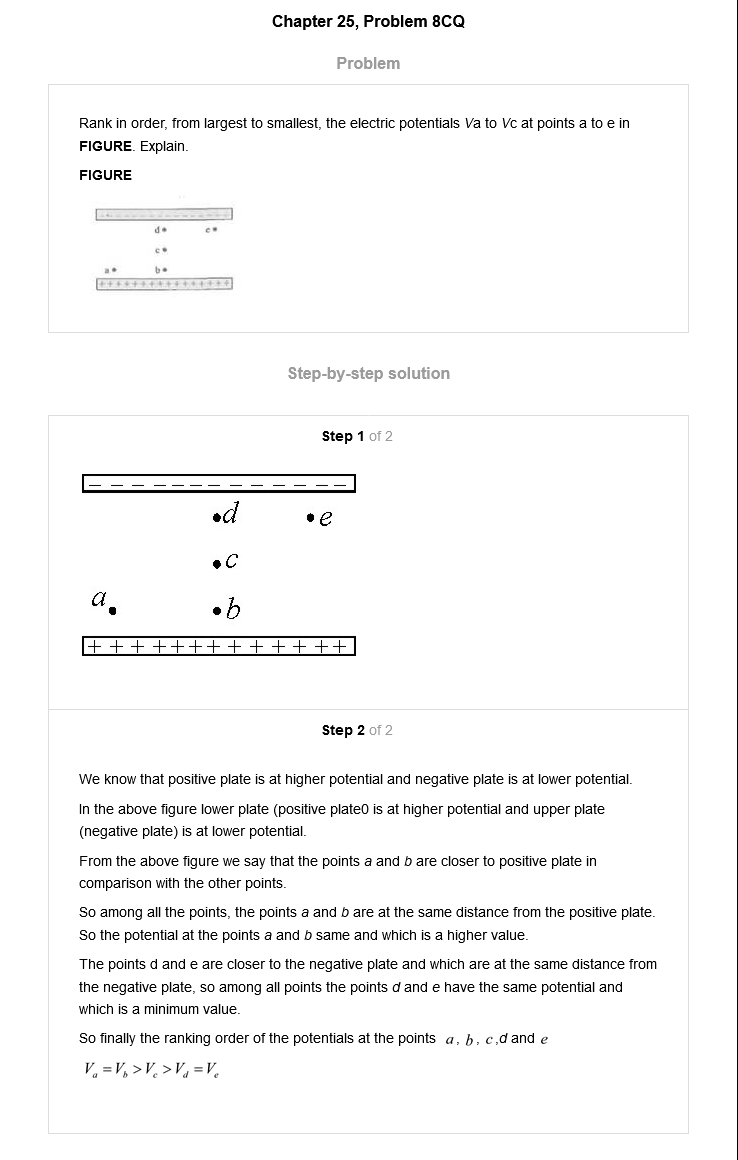 Chapter 25, Problem 8CQ
Problem
Rank in order, from largest to smallest, the electric potentials Va to Vc at points a to e in
FIGURE. Explain.
FIGURE
d• e•
c•
a• b•
+ + + + + + + + + + + + + + + +
Step-by-step solution
Step 1 of 2
– – – – – – – – – – – – –
•d •e
•c
a• •b
+ + + + + + + + + + + + + +
Step 2 of 2
We know that positive plate is at higher potential and negative plate is at lower potential.
In the above figure lower plate (positive plate0 is at higher potential and upper plate
(negative plate) is at lower potential.
From the above figure we say that the points a and b are closer to positive plate in
comparison with the other points.
So among all the points, the points a and b are at the same distance from the positive plate.
So the potential at the points a and b same and which is a higher value.
The points d and e are closer to the negative plate and which are at the same distance from
the negative plate, so among all points the points d and e have the same potential and
which is a minimum value.
So finally the ranking order of the potentials at the points a, b, c,d and e
Va = Vb > Vc > Vd = Ve